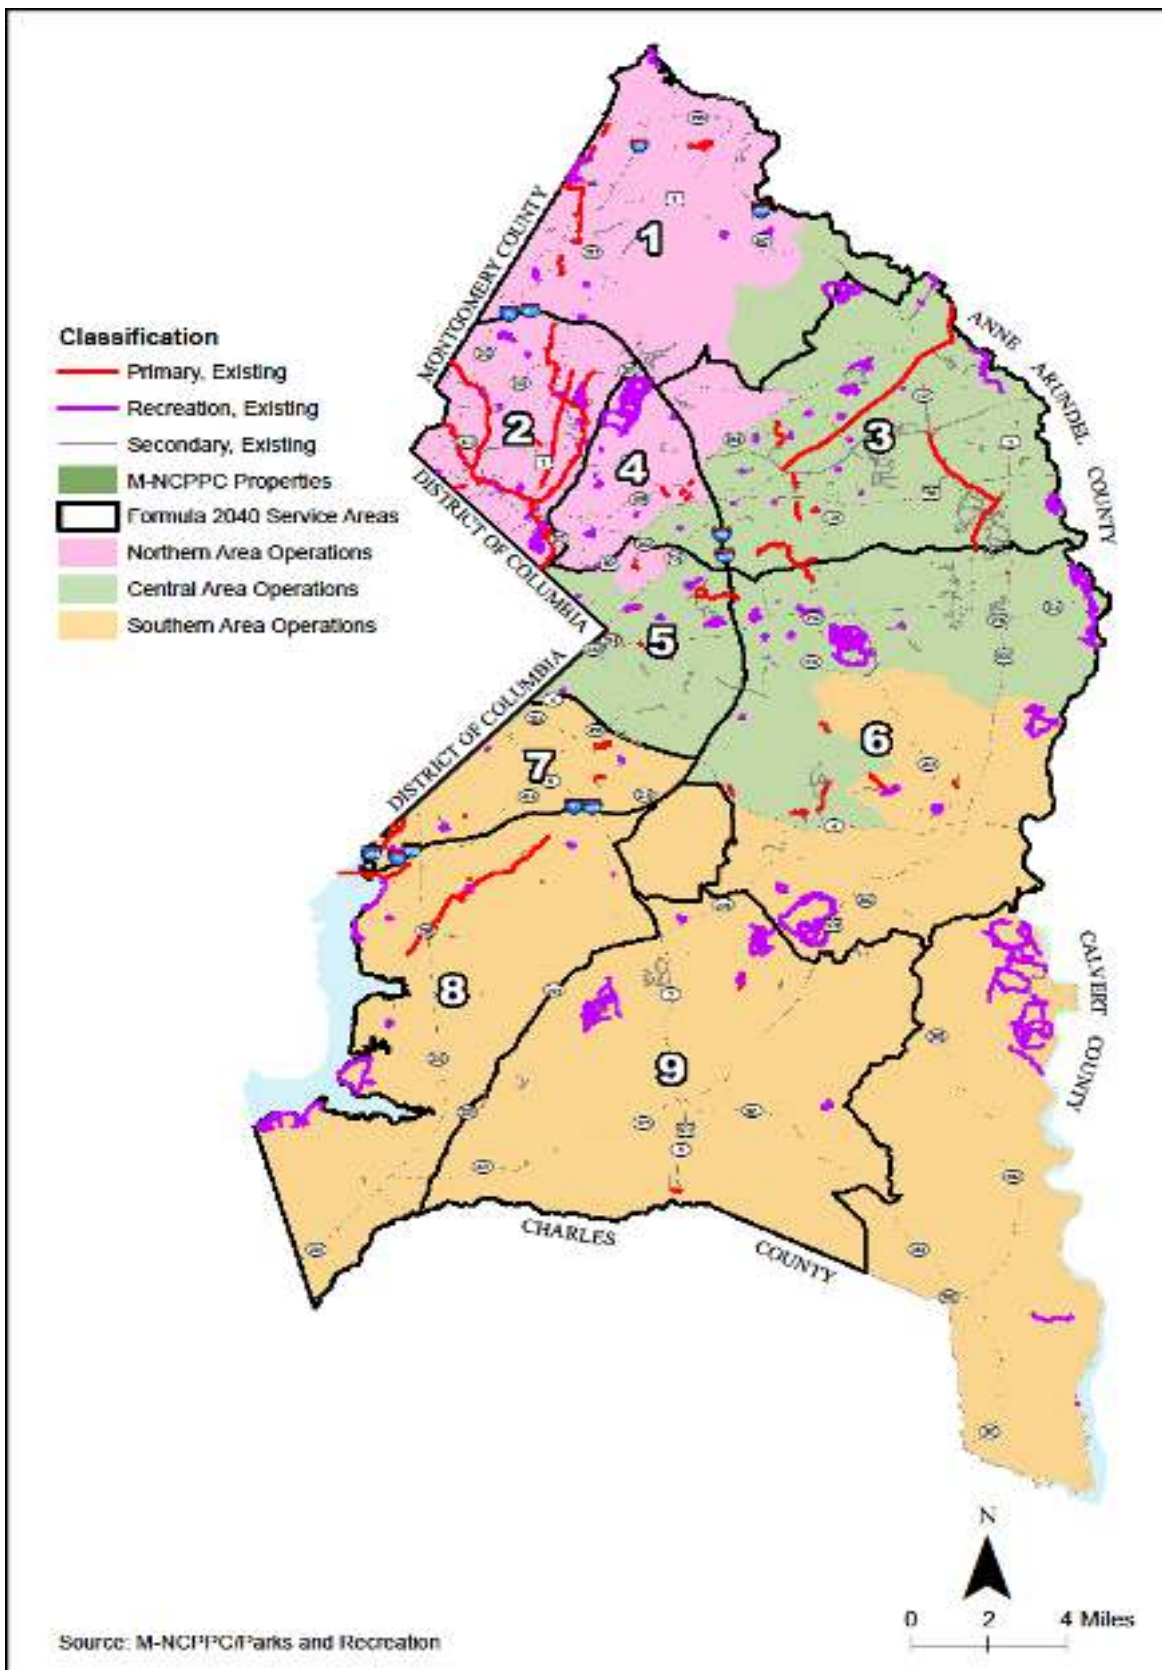 MONTGOMERY COUNTY
1
Classification
Primary, Existing
Recreation, Existing
Secondary, Existing
M-NCPPC Properties
Formula 2040 Service Areas
Northern Area Operations
Central Area Operations
Southern Area Operations
ANNE ARUNDEL COUNTY
2
3
4
DISTRICT OF COLUMBIA
5
DISTRICT OF COLUMBIA
6
7
8
9
CALVERT COUNTY
CHARLES COUNTY
N
0 2 4 Miles
Source: M-NCPPC/Parks and Recreation